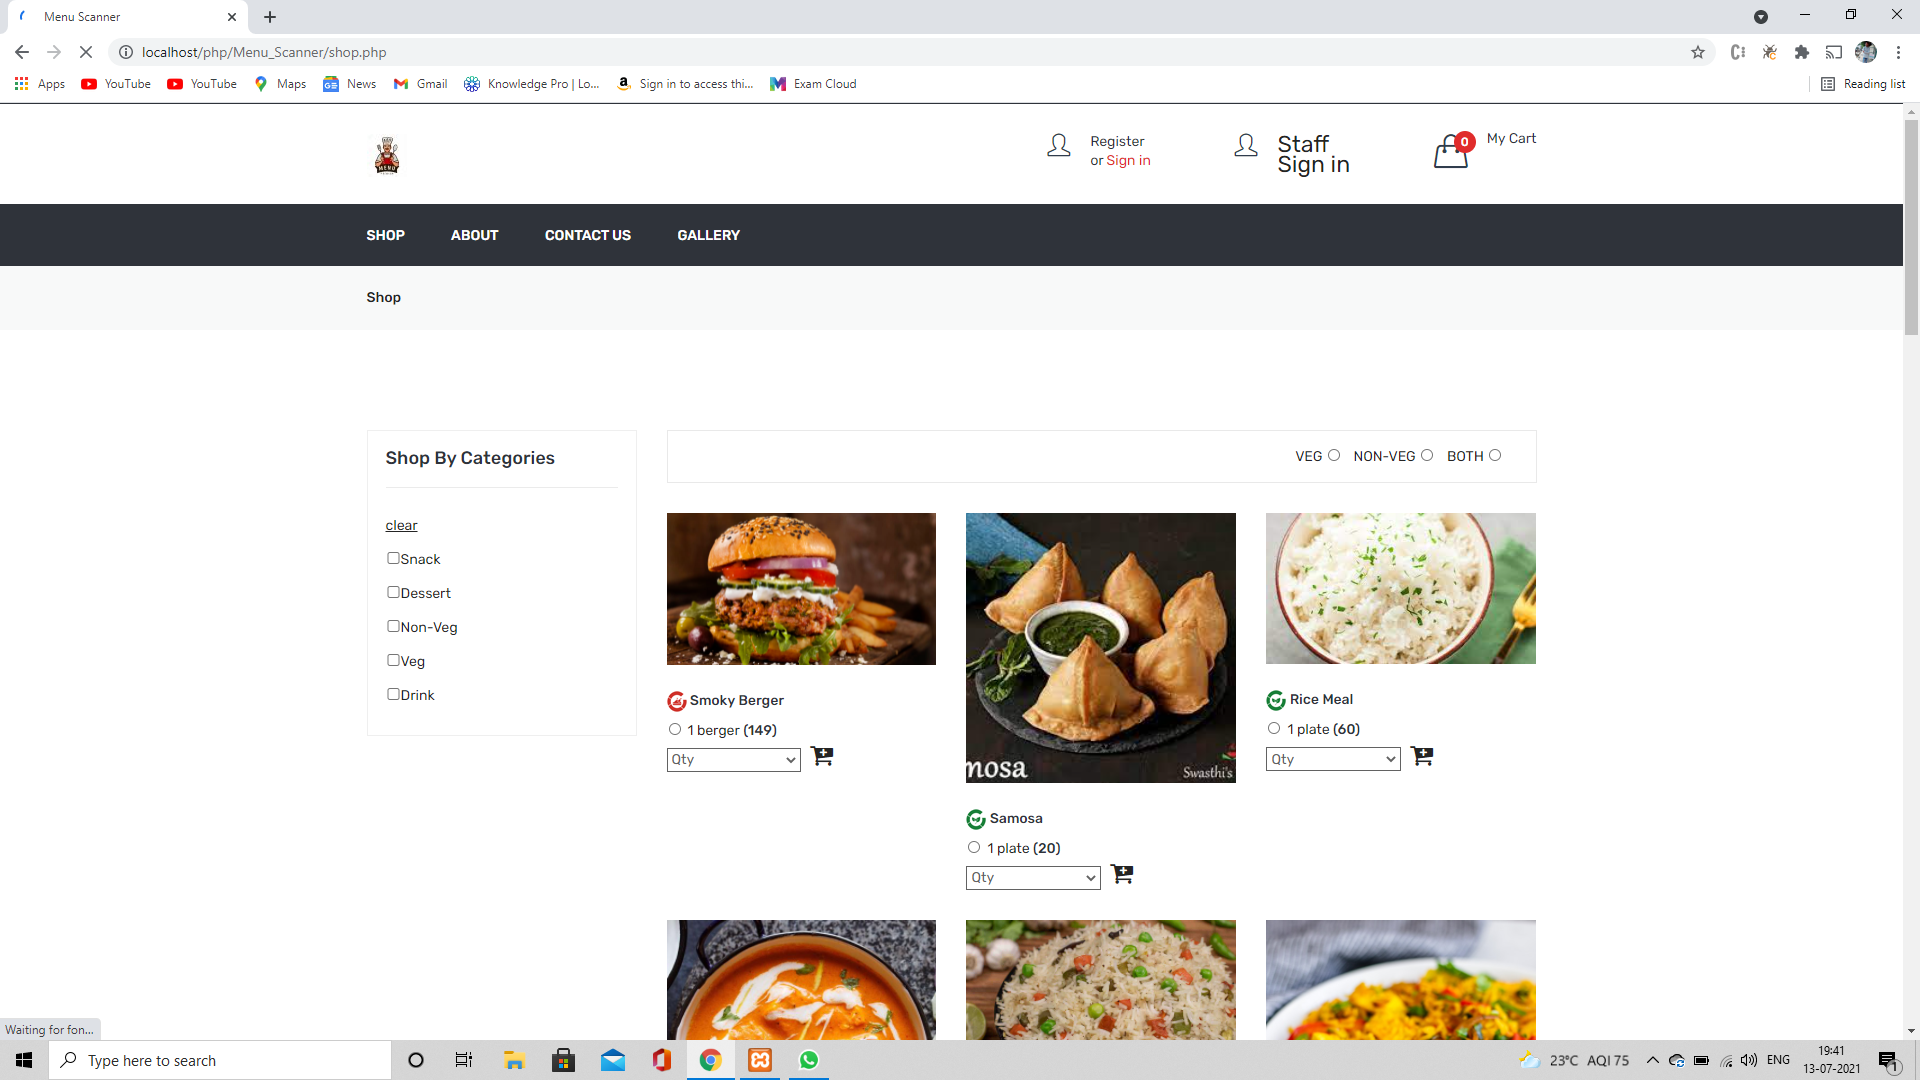 Menu Scanner
localhost/php/Menu_Scanner/shop.php
Apps YouTube YouTube Maps News Gmail Knowledge Pro | Lo... Sign in to access thi... Exam Cloud Reading list
MENU
Register
or Sign in
Staff
Sign in
0
My Cart
SHOP ABOUT CONTACT US GALLERY
Shop
Shop By Categories
clear
Snack
Dessert
Non-Veg
Veg
Drink
VEG NON-VEG BOTH
Smoky Berger
1 berger (149)
Qty
mosa
Swasthi's
Samosa
1 plate (20)
Qty
Rice Meal
1 plate (60)
Qty
Waiting for fon...
Type here to search
23°C AQI 75
ENG
19:41
13-07-2021
1